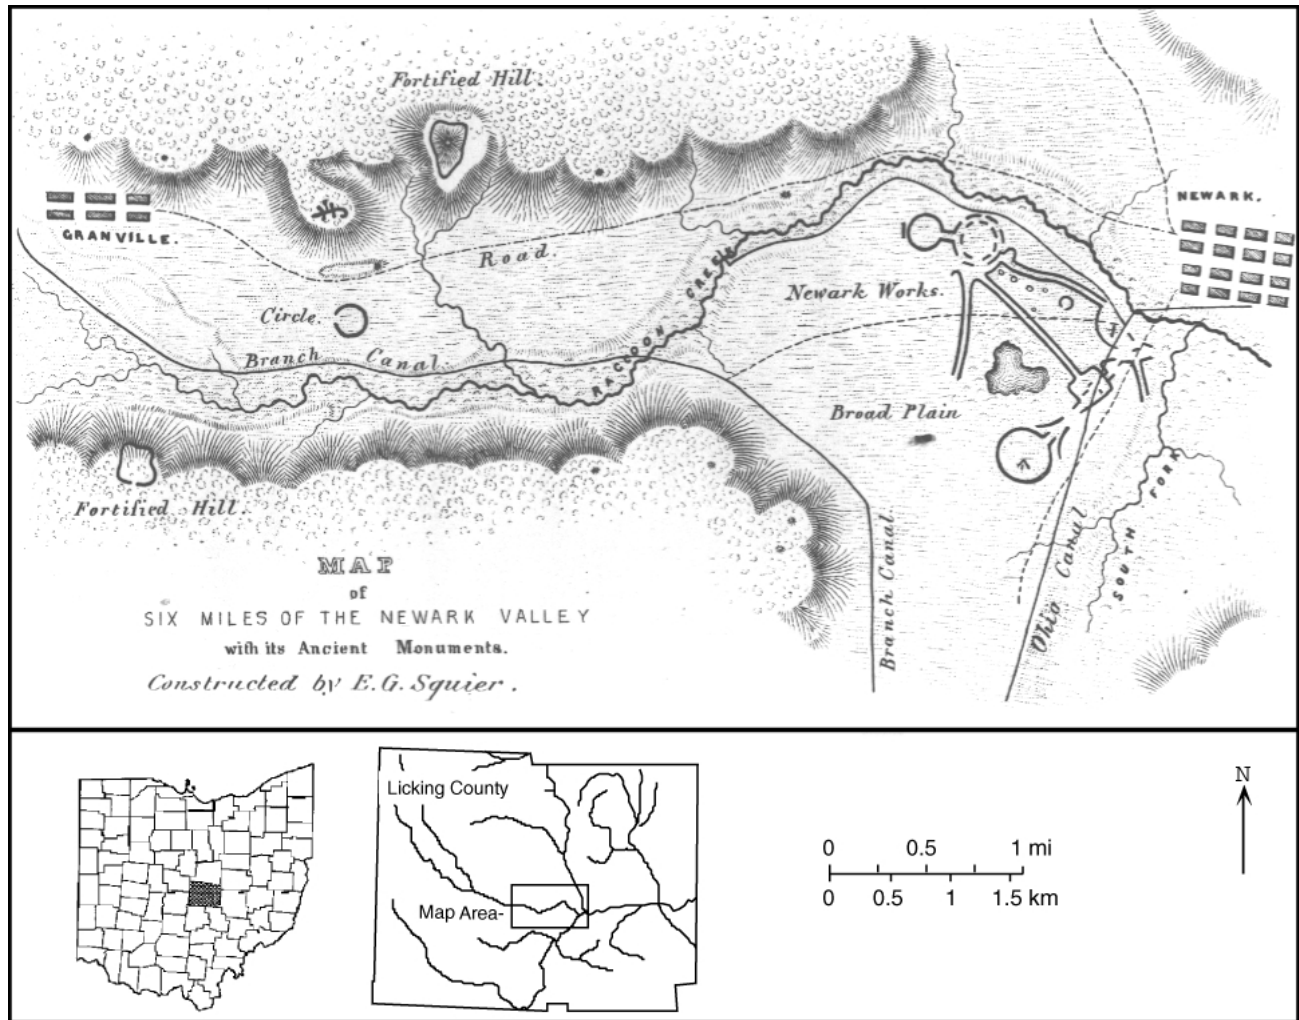 Fortified Hill.
NEWARK.
GRANVILLE.
Road.
CREEK
Newark Works.
Circle.
RACCOON
Branch Canal
Broad Plain
Fortified Hill.
SOUTH FORK
Branch Canal
Ohio Canal
MAP
of
SIX MILES OF THE NEWARK VALLEY
with its Ancient Monuments.
Constructed by E.G. Squier.
Licking County
Map Area-
N
0 0.5 1 mi
0 0.5 1 1.5 km